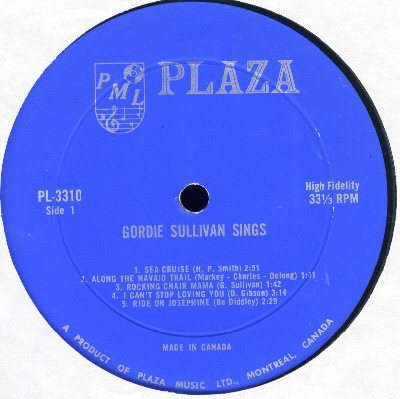 PML
PLAZA
PL-3310
Side 1
High Fidelity
33⅓ RPM
GORDIE SULLIVAN SINGS
1. SEA CRUISE (H. P. Smith) 2:51
2. ALONG THE NAVAJO TRAIL (Markey - Charles - Delong) 1:41
3. ROCKING CHAIR MAMA (G. Sullivan) 1:42
4. I CAN'T STOP LOVING YOU (D. Gibson) 3:14
5. RIDE ON JOSEPHINE (Bo Diddley) 2:29
MADE IN CANADA
A PRODUCT OF PLAZA MUSIC LTD., MONTREAL, CANADA